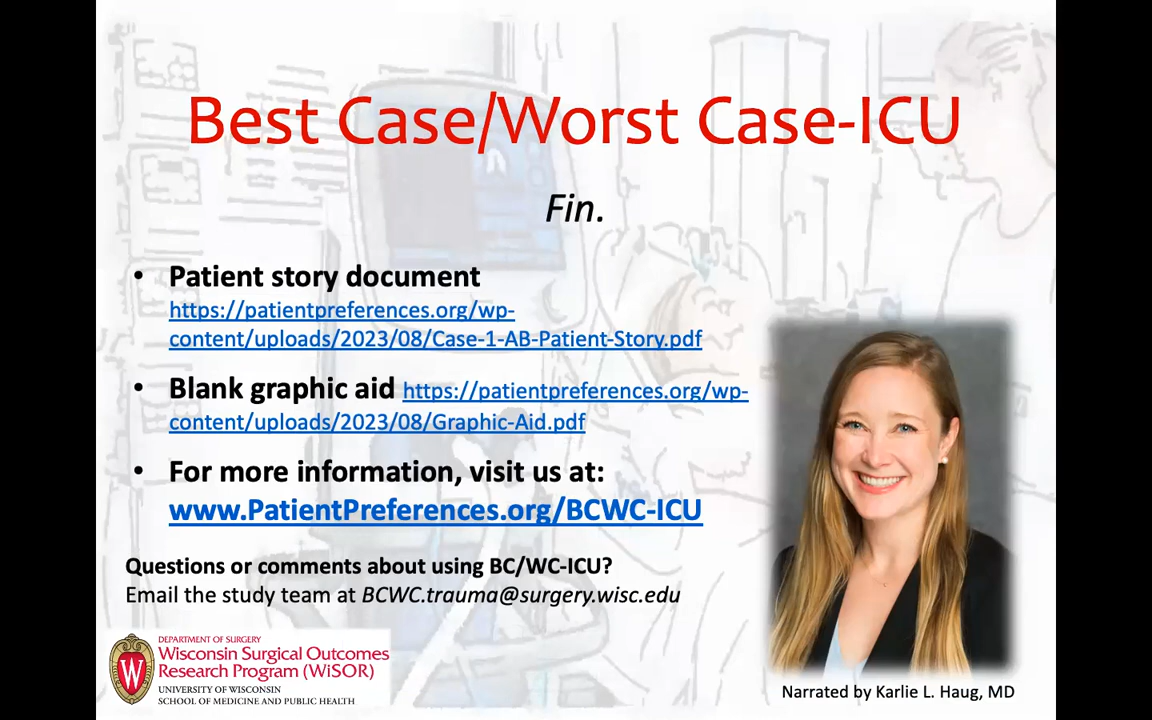 Best Case/Worst Case-ICU
Fin.
• Patient story document
https://patientpreferences.org/wp-
content/uploads/2023/08/Case-1-AB-Patient-Story.pdf
• Blank graphic aid https://patientpreferences.org/wp-
content/uploads/2023/08/Graphic-Aid.pdf
• For more information, visit us at:
www.PatientPreferences.org/BCWC-ICU
Questions or comments about using BC/WC-ICU?
Email the study team at BCWC.trauma@surgery.wisc.edu
W
DEPARTMENT OF SURGERY
Wisconsin Surgical Outcomes
Research Program (WiSOR)
UNIVERSITY OF WISCONSIN
SCHOOL OF MEDICINE AND PUBLIC HEALTH
Narrated by Karlie L. Haug, MD